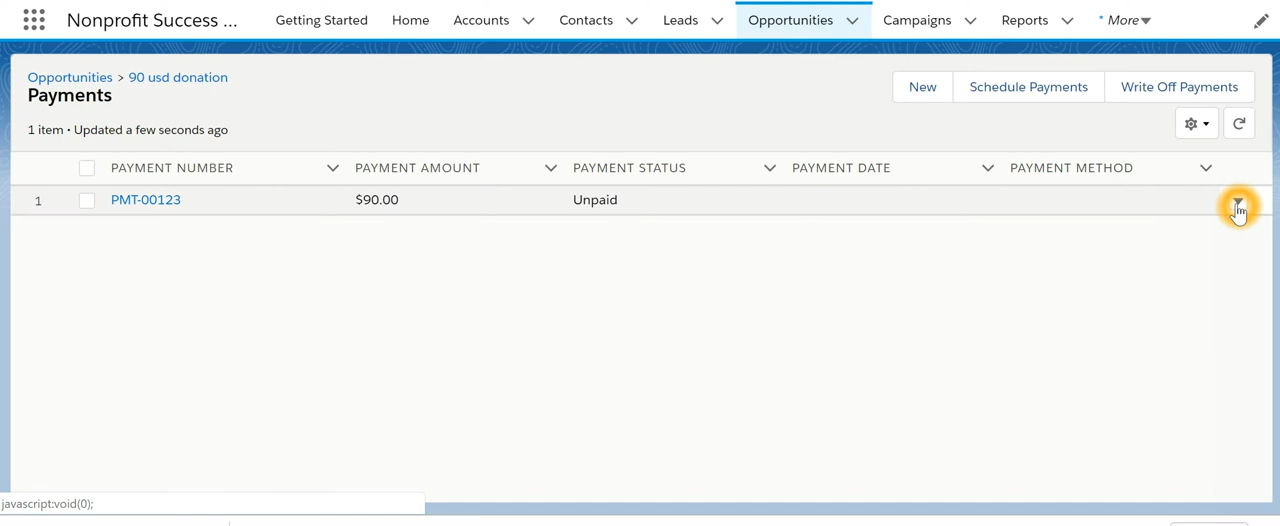 Nonprofit Success ... Getting Started Home Accounts Contacts Leads Opportunities Campaigns Reports * More
Opportunities > 90 usd donation
Payments
New Schedule Payments Write Off Payments
1 item • Updated a few seconds ago
PAYMENT NUMBER PAYMENT AMOUNT PAYMENT STATUS PAYMENT DATE PAYMENT METHOD
1 PMT-00123 $90.00 Unpaid
javascript:void(0);